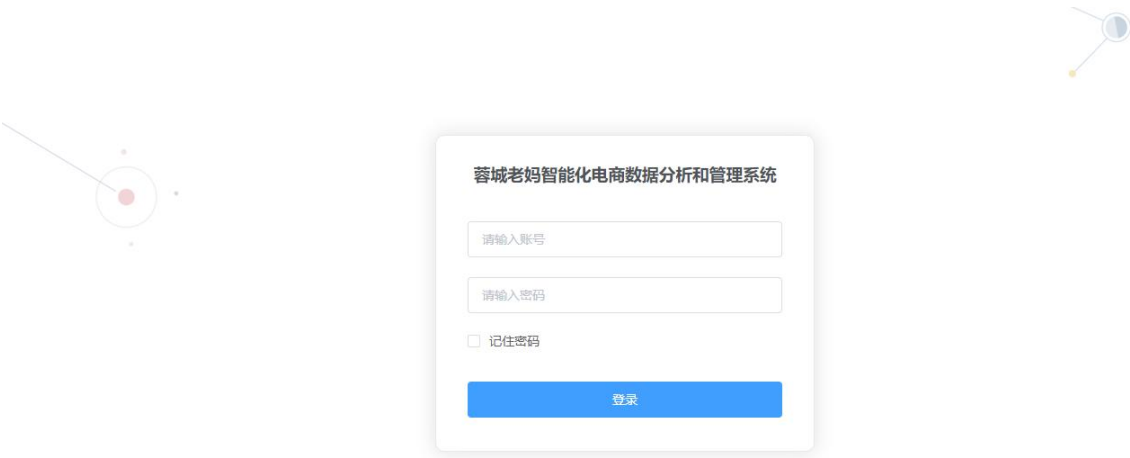 蓉城老妈智能化电商数据分析和管理系统
请输入账号
请输入密码
记住密码
登录